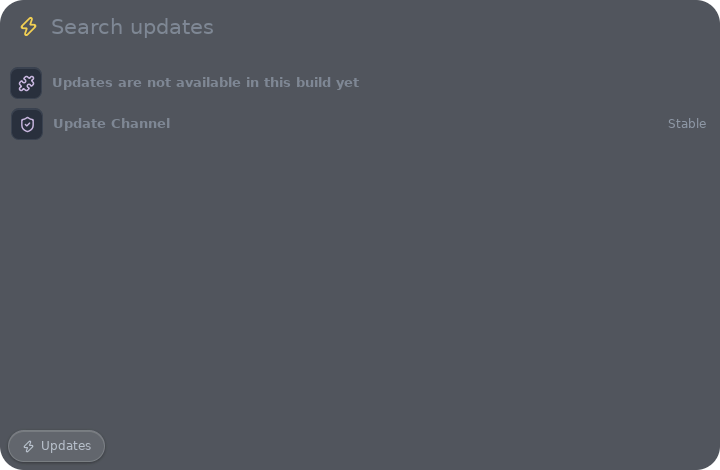 Search updates
Updates are not available in this build yet
Update Channel
Stable
Updates